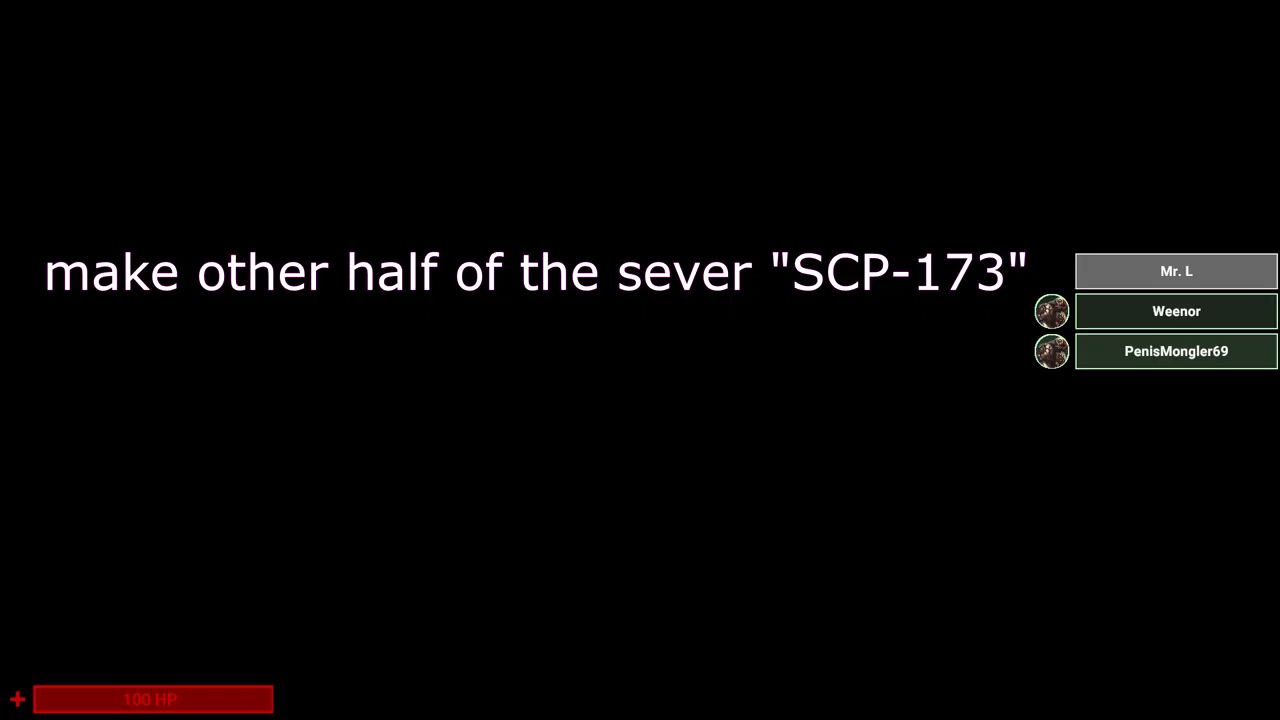 make other half of the sever "SCP-173"
Mr. L
Weenor
PenisMongler69
100 HP